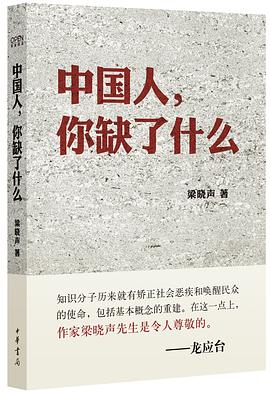 中国人，
你缺了什么
梁晓声 著
知识分子历来就有矫正社会恶疾和唤醒民众
的使命，包括基本概念的重建。在这一点上，
作家梁晓声先生是令人尊敬的。
——龙应台
OPEN
中国人，你缺了什么
梁晓声 著
中华书局